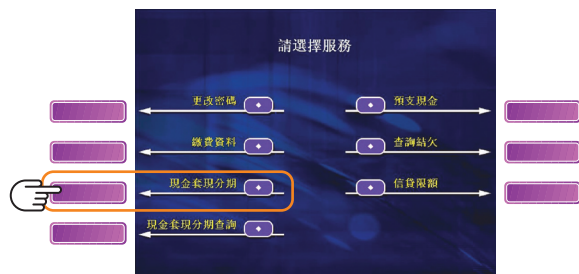 請選擇服務
更改密碼
預支現金
繳費資料
查詢結欠
現金套現分期
信貸限額
現金套現分期查詢